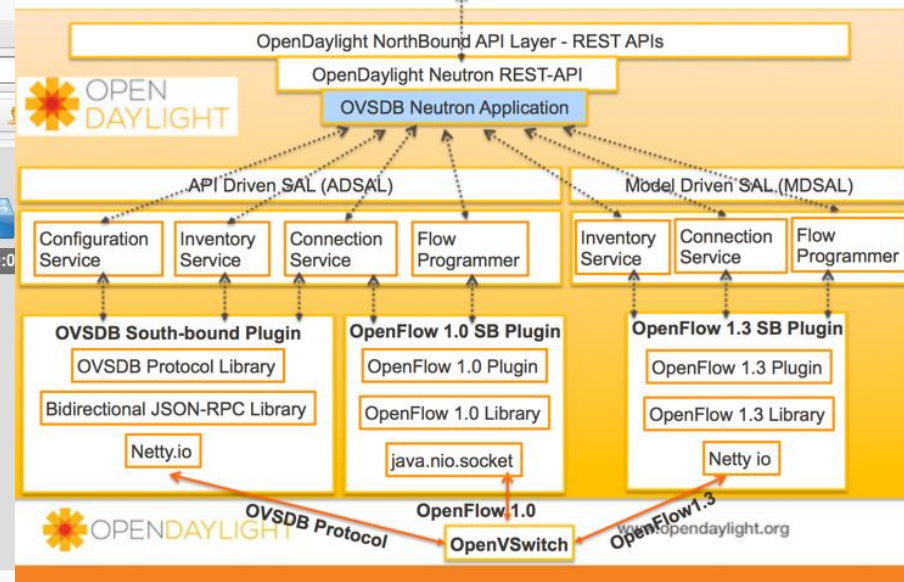 OpenDaylight NorthBound API Layer - REST APIs
OpenDaylight Neutron REST-API
OVSDB Neutron Application
OPEN
DAYLIGHT
API Driven SAL (ADSAL)
Model Driven SAL (MDSAL)
Configuration
Service
Inventory
Service
Connection
Service
Flow
Programmer
Inventory
Service
Connection
Service
Flow
Programmer
OVSDB South-bound Plugin
OVSDB Protocol Library
Bidirectional JSON-RPC Library
Netty.io
OpenFlow 1.0 SB Plugin
OpenFlow 1.0 Plugin
OpenFlow 1.0 Library
java.nio.socket
OpenFlow 1.3 SB Plugin
OpenFlow 1.3 Plugin
OpenFlow 1.3 Library
Netty io
OPENDAYLIGHT
OVSDB Protocol
OpenFlow 1.0
OpenFlow1.3
www.opendaylight.org
OpenVSwitch